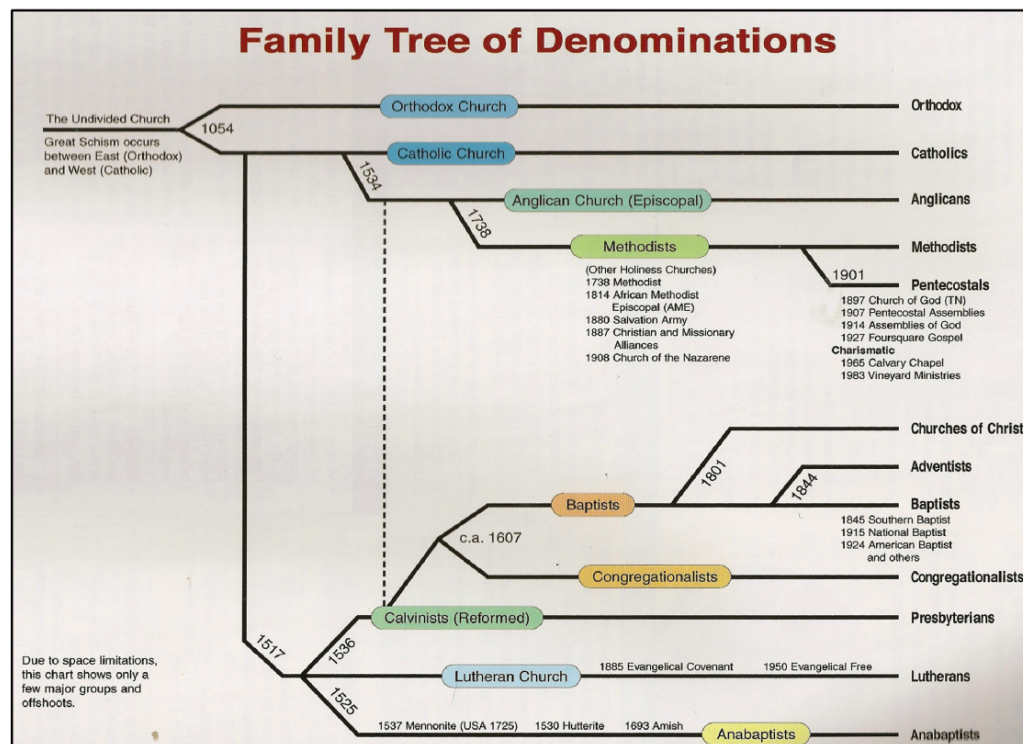 Family Tree of Denominations
The Undivided Church
1054
Great Schism occurs
between East (Orthodox)
and West (Catholic)
Orthodox Church
Orthodox
Catholic Church
Catholics
1534
Anglican Church (Episcopal)
Anglicans
1738
Methodists
Methodists
(Other Holiness Churches)
1738 Methodist
1814 African Methodist
Episcopal (AME)
1880 Salvation Army
1887 Christian and Missionary
Alliances
1908 Church of the Nazarene
1901
Pentecostals
1897 Church of God (TN)
1907 Pentecostal Assemblies
1914 Assemblies of God
1927 Foursquare Gospel
Charismatic
1965 Calvary Chapel
1983 Vineyard Ministries
Churches of Christ
1801
Adventists
1844
Baptists
Baptists
1845 Southern Baptist
1915 National Baptist
1924 American Baptist
and others
c.a. 1607
Congregationalists
Congregationalists
Calvinists (Reformed)
Presbyterians
1517
1536
Lutheran Church
1885 Evangelical Covenant
1950 Evangelical Free
Lutherans
1525
1537 Mennonite (USA 1725)
1530 Hutterite
1693 Amish
Anabaptists
Anabaptists
Due to space limitations,
this chart shows only a
few major groups and
offshoots.